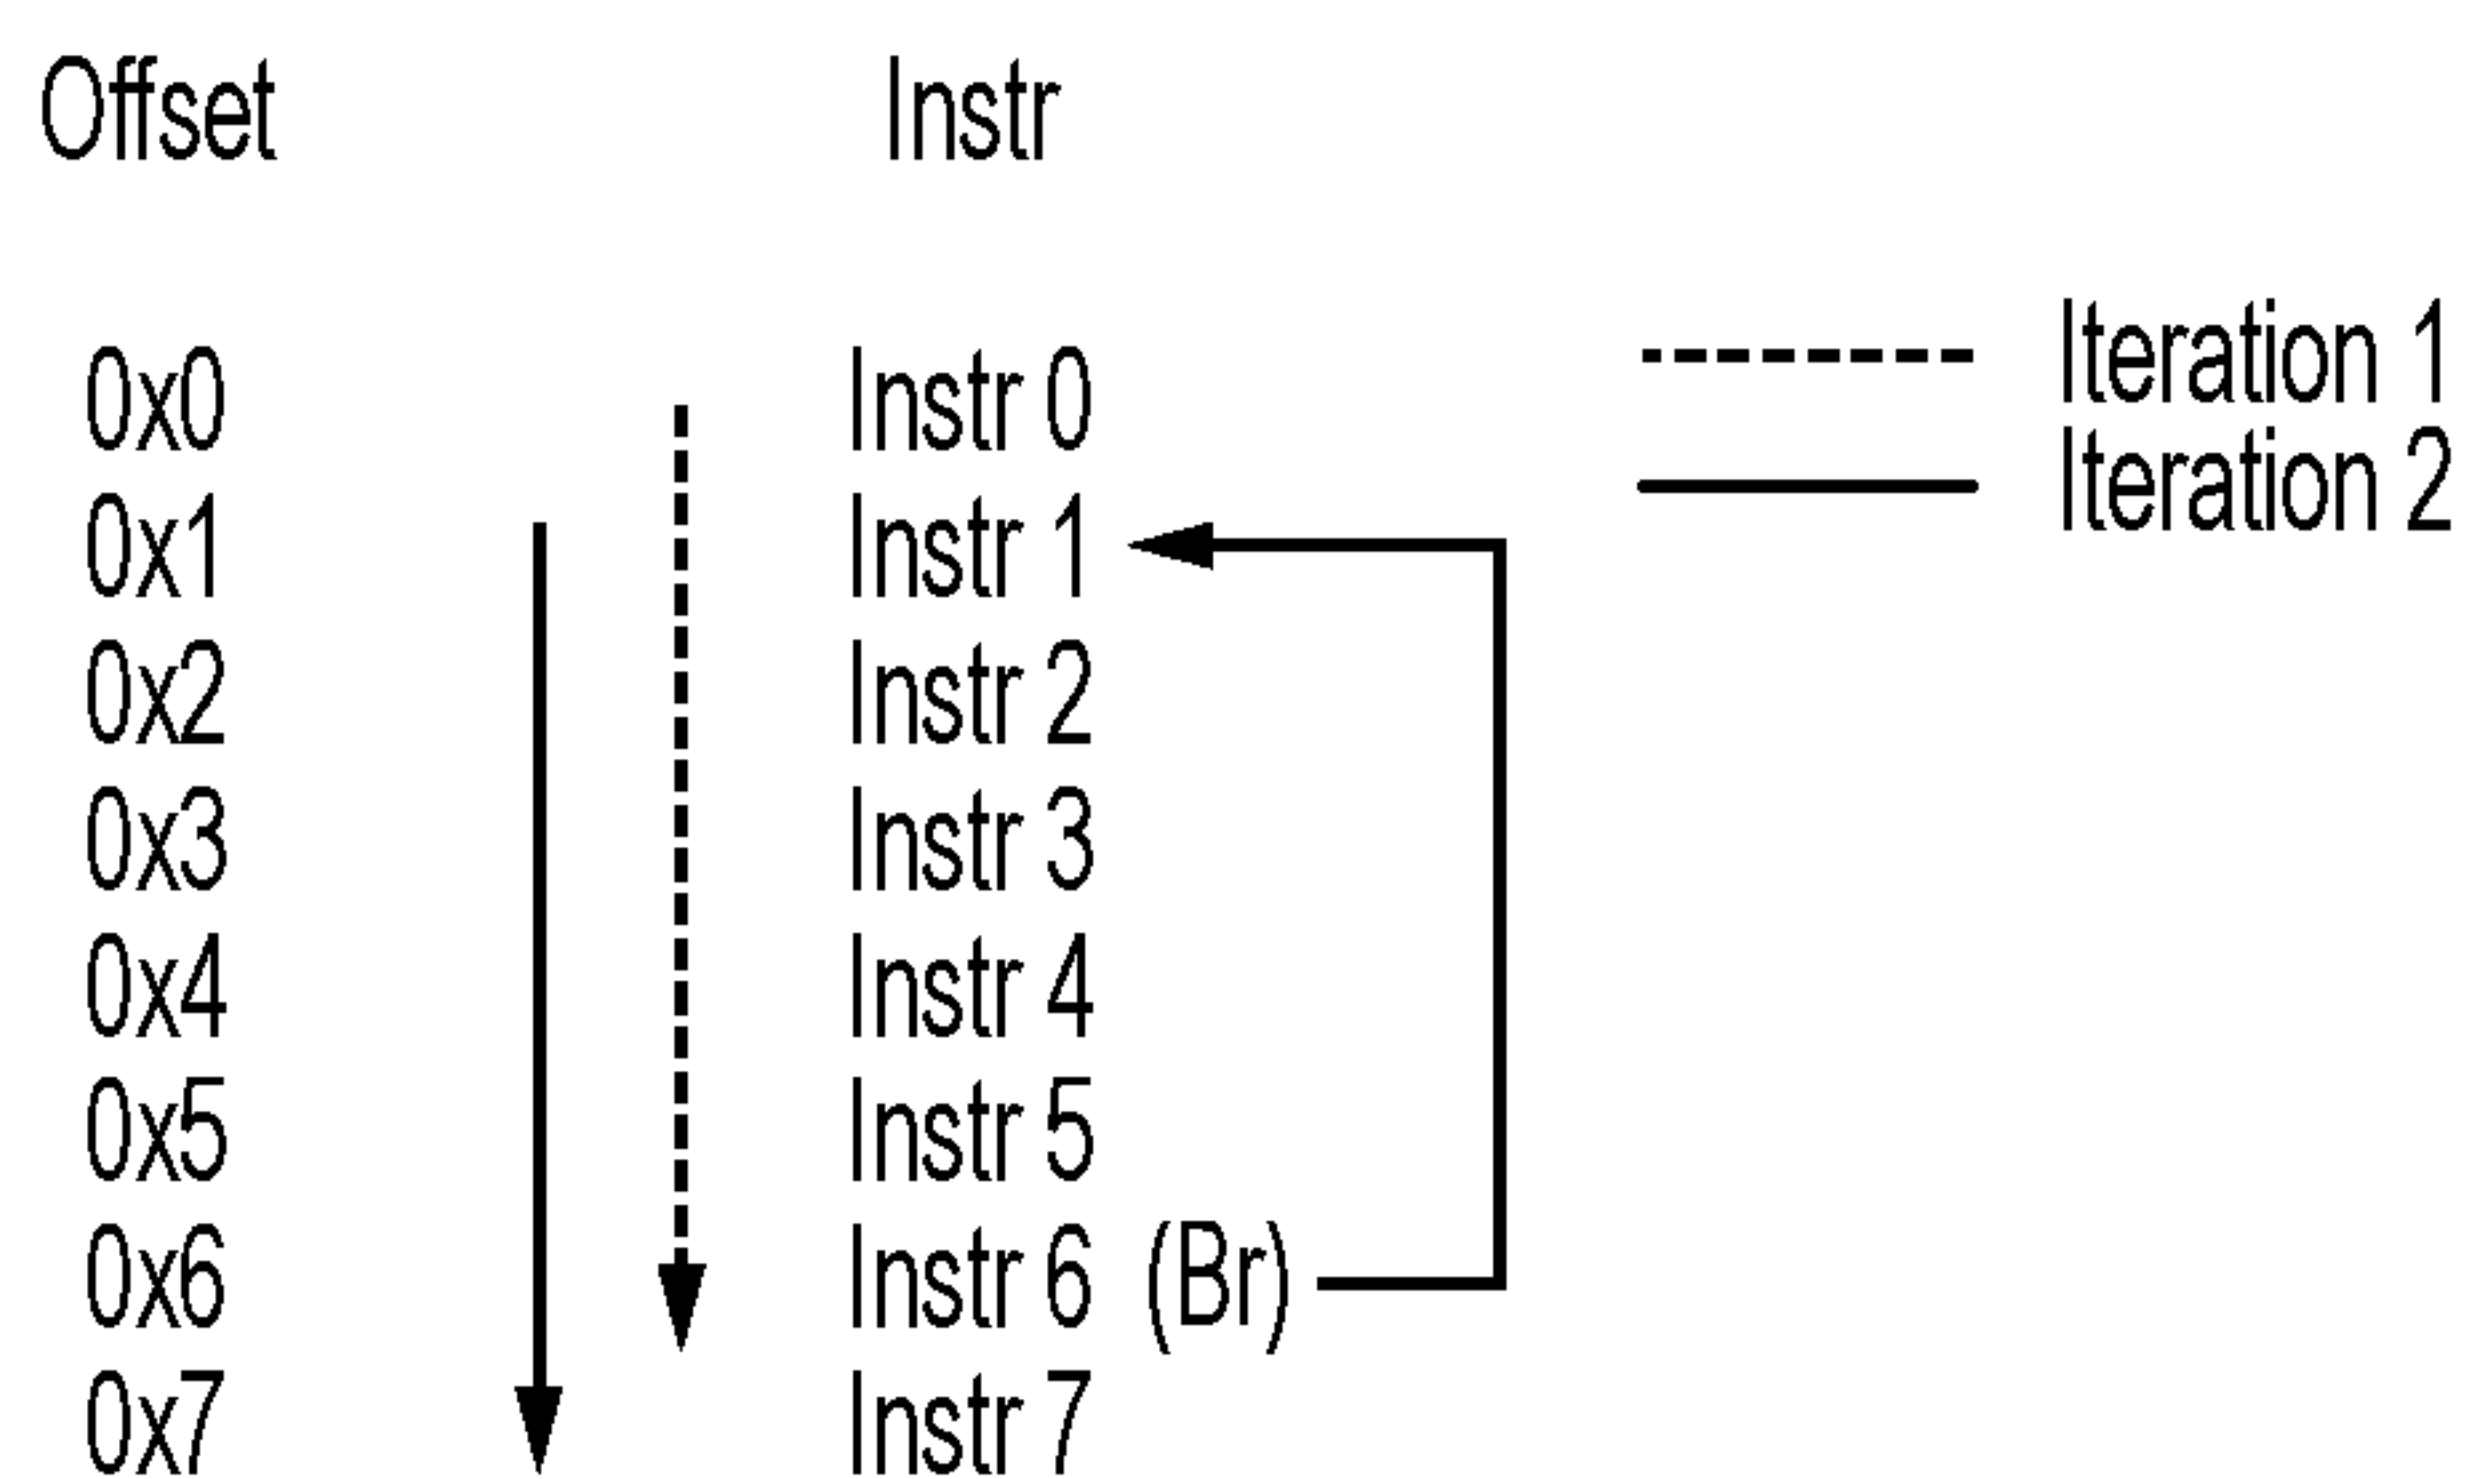 Offset Instr
Iteration 1
0x0 Instr 0
Iteration 2
0x1 Instr 1
0x2 Instr 2
0x3 Instr 3
0x4 Instr 4
0x5 Instr 5
0x6 Instr 6 (Br)
0x7 Instr 7